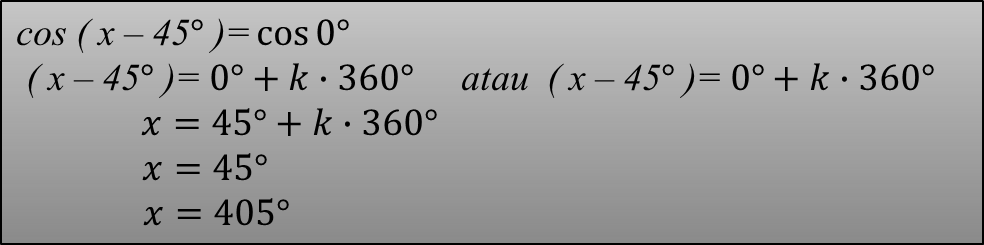 cos ( x – 45° )= cos 0°
( x – 45° )= 0° + k · 360° atau ( x – 45° )= 0° + k · 360°
x = 45° + k · 360°
x = 45°
x = 405°